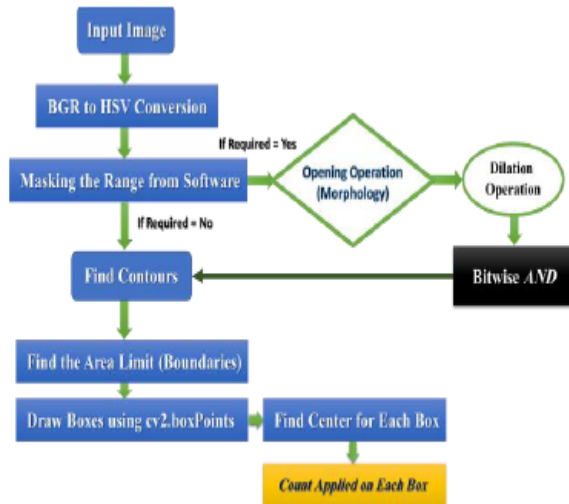 Input Image
BGR to HSV Conversion
If Required = Yes
Masking the Range from Software
Opening Operation
(Morphology)
Dilation
Operation
If Required = No
Find Contours
Bitwise AND
Find the Area Limit (Boundaries)
Draw Boxes using cv2.boxPoints
Find Center for Each Box
Count Applied on Each Box